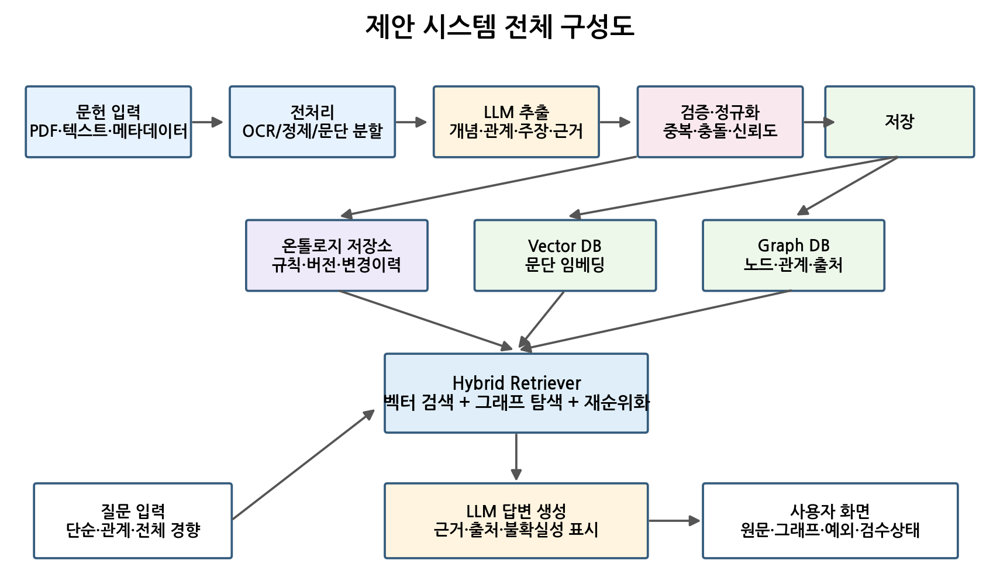 제안 시스템 전체 구성도
문헌 입력
PDF·텍스트·메타데이터
전처리
OCR/정제/문단 분할
LLM 추출
개념·관계·주장·근거
검증·정규화
중복·충돌·신뢰도
저장
온톨로지 저장소
규칙·버전·변경이력
Vector DB
문단 임베딩
Graph DB
노드·관계·출처
Hybrid Retriever
벡터 검색 + 그래프 탐색 + 재순위화
질문 입력
단순·관계·전체 경향
LLM 답변 생성
근거·출처·불확실성 표시
사용자 화면
원문·그래프·예외·검수상태